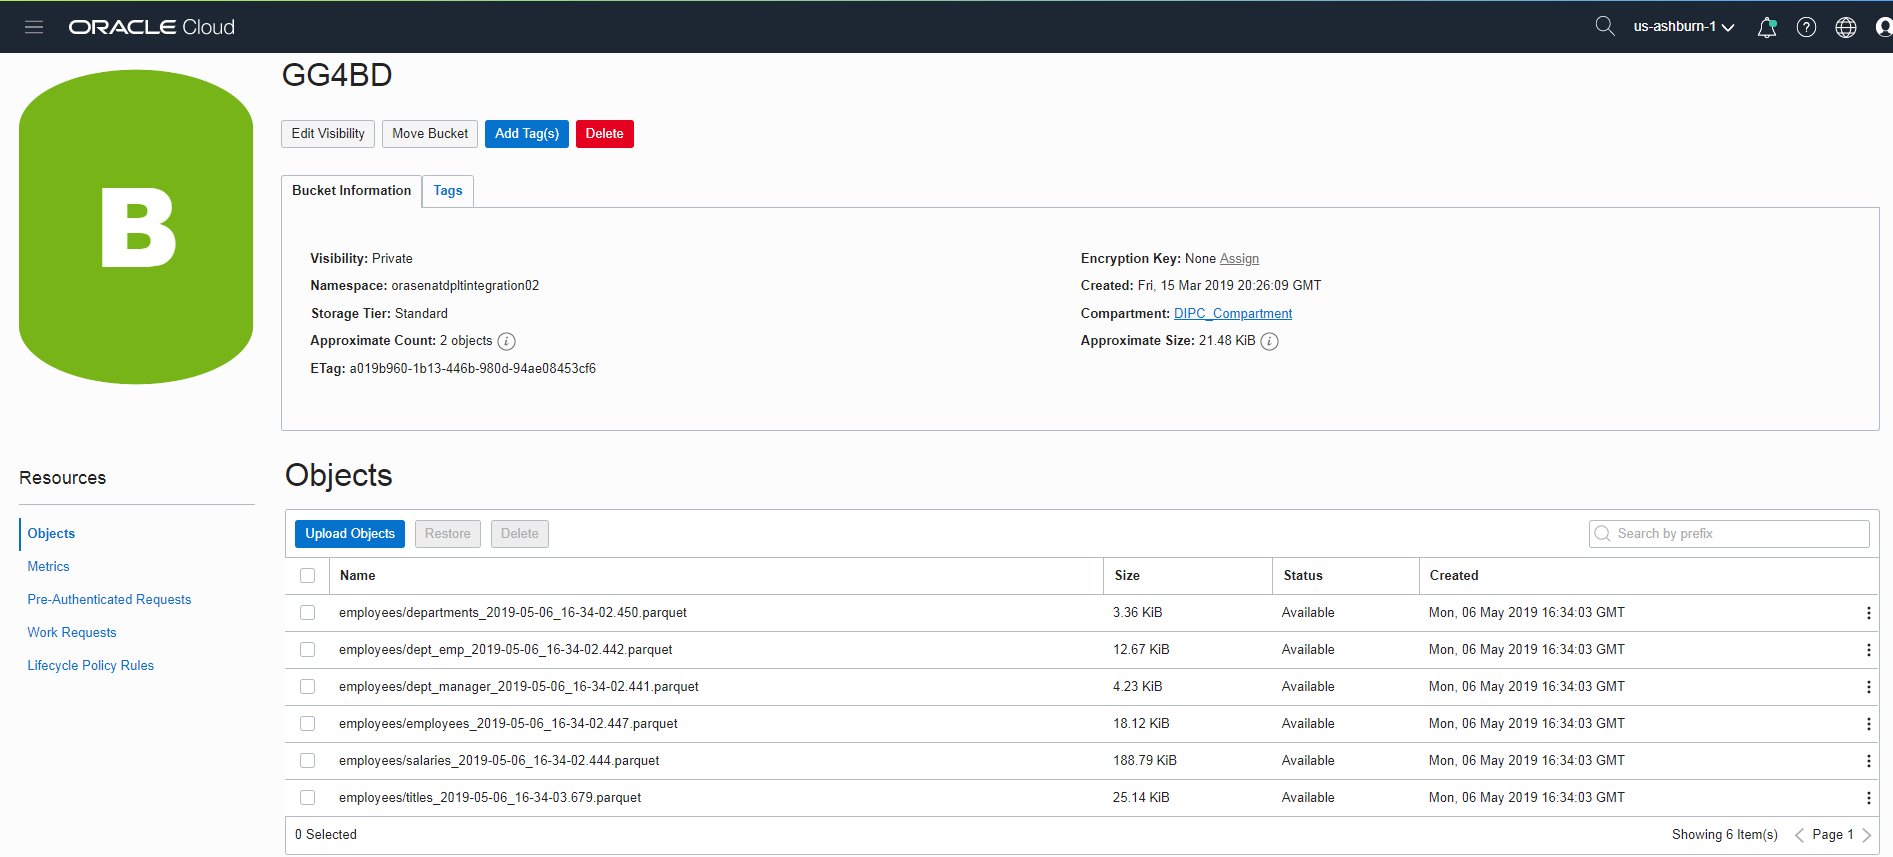 ORACLE Cloud
us-ashburn-1
GG4BD
B
Edit Visibility Move Bucket Add Tag(s) Delete
Bucket Information Tags
Visibility: Private
Namespace: orasenatdpltintegration02
Storage Tier: Standard
Approximate Count: 2 objects
ETag: a019b960-1b13-446b-980d-94ae08453cf6
Encryption Key: None Assign
Created: Fri, 15 Mar 2019 20:26:09 GMT
Compartment: DIPC_Compartment
Approximate Size: 21.48 KiB
Resources
Objects
Metrics
Pre-Authenticated Requests
Work Requests
Lifecycle Policy Rules
Objects
Upload Objects Restore Delete Search by prefix
Name Size Status Created
employees/departments_2019-05-06_16-34-02.450.parquet 3.36 KiB Available Mon, 06 May 2019 16:34:03 GMT
employees/dept_emp_2019-05-06_16-34-02.442.parquet 12.67 KiB Available Mon, 06 May 2019 16:34:03 GMT
employees/dept_manager_2019-05-06_16-34-02.441.parquet 4.23 KiB Available Mon, 06 May 2019 16:34:03 GMT
employees/employees_2019-05-06_16-34-02.447.parquet 18.12 KiB Available Mon, 06 May 2019 16:34:03 GMT
employees/salaries_2019-05-06_16-34-02.444.parquet 188.79 KiB Available Mon, 06 May 2019 16:34:03 GMT
employees/titles_2019-05-06_16-34-03.679.parquet 25.14 KiB Available Mon, 06 May 2019 16:34:03 GMT
0 Selected Showing 6 Item(s) Page 1